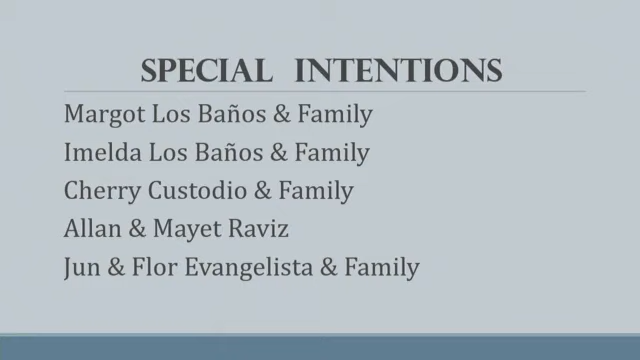 SPECIAL INTENTIONS
Margot Los Baños & Family
Imelda Los Baños & Family
Cherry Custodio & Family
Allan & Mayet Raviz
Jun & Flor Evangelista & Family